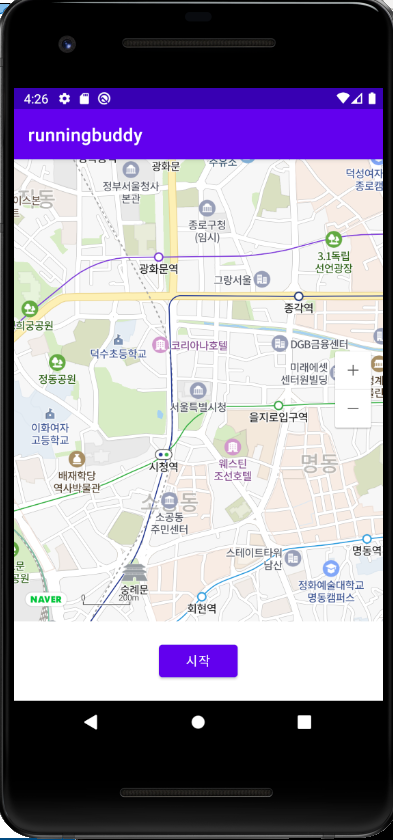 4:26
runningbuddy
광화문
수유소
정부서울청사
본관
덕성여자
종로캠
종로구청
(임시)
3.1독립
선언광장
광화문역
그랑서울
종각역
경희궁공원
덕수초등학교
코리아나호텔
DGB금융센터
정동공원
미래에셋
센터원빌딩
+
서울특별시청
을지로입구역
−
이화여자
고등학교
시청역
웨스틴
조선호텔
명동
배재학당
역사박물관
소공동
소공동
주민센터
스테이트타워
남산
명동역
정화예술대학교
명동캠퍼스
숭례문
회현역
NAVER
200m
시작